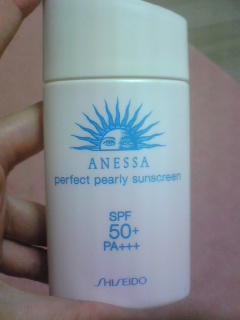 ANESSA
perfect pearly sunscreen
SPF
50+
PA+++
SHISEIDO